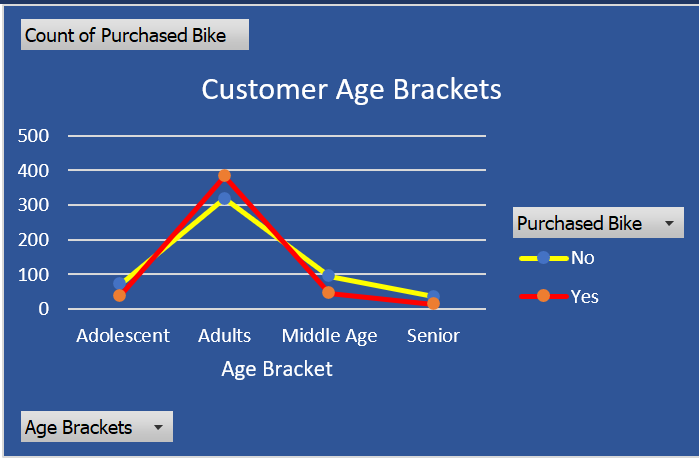 Count of Purchased Bike
Customer Age Brackets
500
400
300
200
100
0
Adolescent Adults Middle Age Senior
Age Bracket
Purchased Bike
No
Yes
Age Brackets